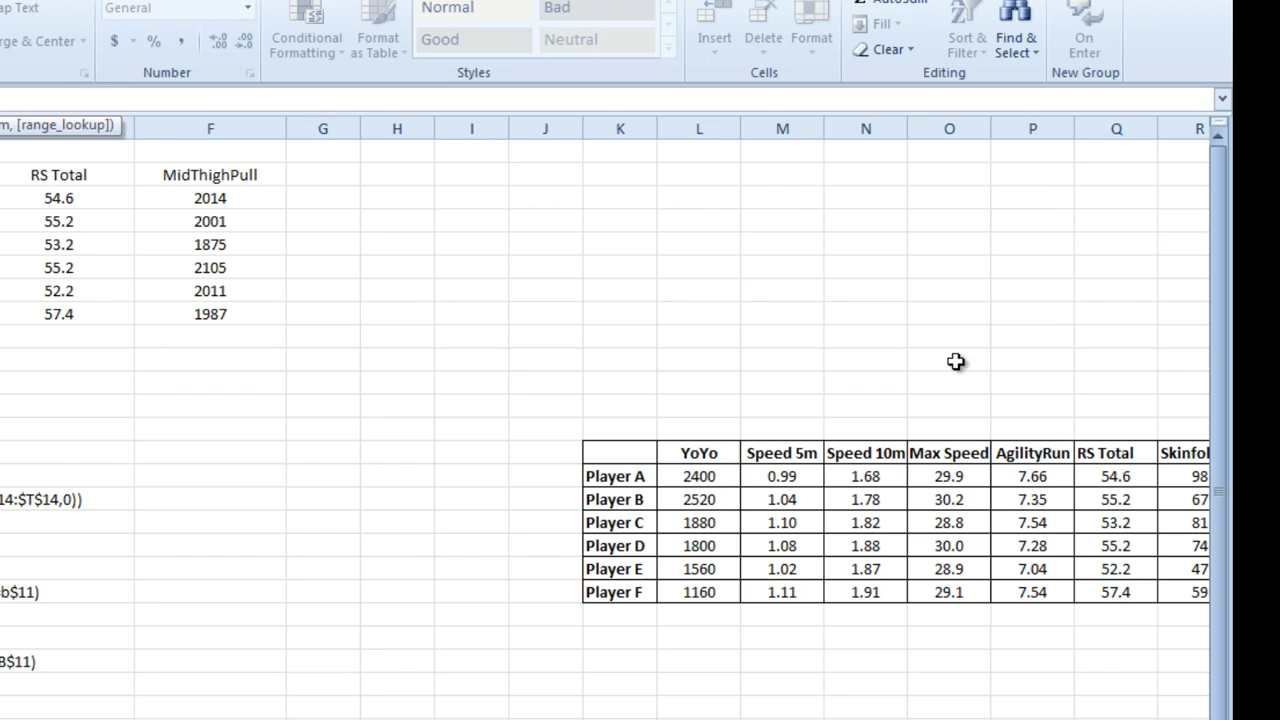 ap Text
General
Normal
Bad
Fill
ge & Center
$ % ,
Conditional Formatting
Format as Table
Good
Neutral
Insert
Delete
Format
Clear
Sort & Filter
Find & Select
On Enter
Number
Styles
Cells
Editing
New Group
m, [range_lookup])
F G H I J K L M N O P Q R
RS Total MidThighPull
54.6 2014
55.2 2001
53.2 1875
55.2 2105
52.2 2011
57.4 1987
YoYo Speed 5m Speed 10m Max Speed AgilityRun RS Total Skinfol
Player A 2400 0.99 1.68 29.9 7.66 54.6 98
14:$T$14,0)) Player B 2520 1.04 1.78 30.2 7.35 55.2 67
Player C 1880 1.10 1.82 28.8 7.54 53.2 81
Player D 1800 1.08 1.88 30.0 7.28 55.2 74
Player E 1560 1.02 1.87 28.9 7.04 52.2 47
b$11) Player F 1160 1.11 1.91 29.1 7.54 57.4 59
B$11)